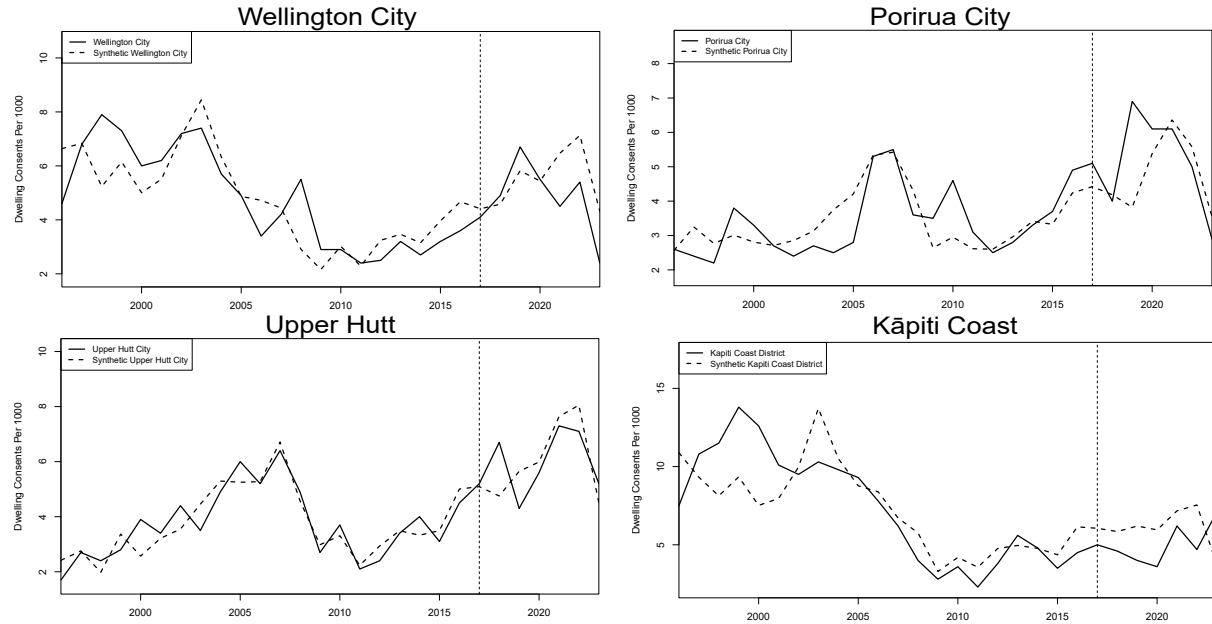 Wellington City
Wellington City
Synthetic Wellington City
Dwelling Consents Per 1000
10
8
6
4
2
2000
2005
2010
2015
2020
Porirua City
Porirua City
Synthetic Porirua City
Dwelling Consents Per 1000
8
7
6
5
4
3
2
2000
2005
2010
2015
2020
Upper Hutt
Upper Hutt City
Synthetic Upper Hutt City
Dwelling Consents Per 1000
10
8
6
4
2
2000
2005
2010
2015
2020
Kāpiti Coast
Kapiti Coast District
Synthetic Kapiti Coast District
Dwelling Consents Per 1000
15
10
5
2000
2005
2010
2015
2020